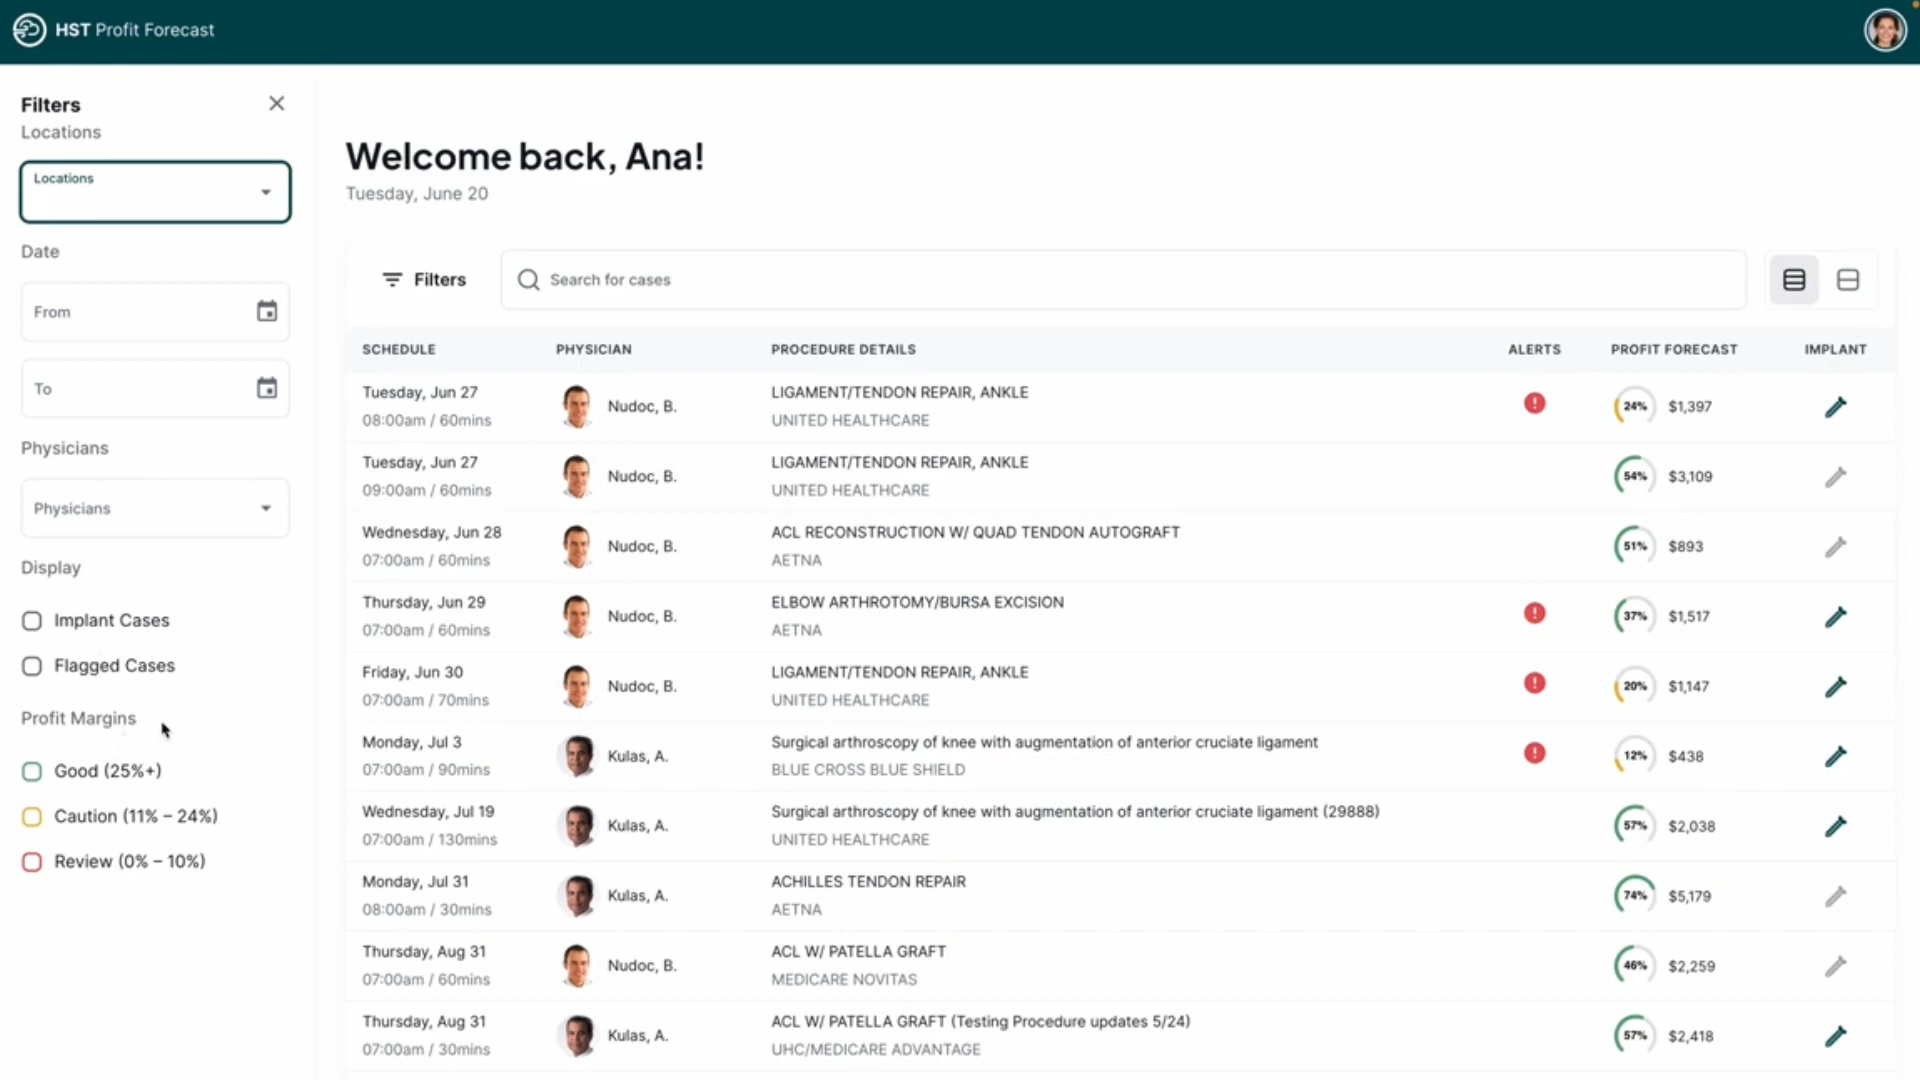 HST Profit Forecast
Filters
Locations
Locations
Date
From
To
Physicians
Physicians
Display
Implant Cases
Flagged Cases
Profit Margins
Good (25%+)
Caution (11% – 24%)
Review (0% – 10%)
Welcome back, Ana!
Tuesday, June 20
Filters
Search for cases
SCHEDULE PHYSICIAN PROCEDURE DETAILS ALERTS PROFIT FORECAST IMPLANT
Tuesday, Jun 27 LIGAMENT/TENDON REPAIR, ANKLE
Nudoc, B. 24% $1,397
08:00am / 60mins UNITED HEALTHCARE
Tuesday, Jun 27 LIGAMENT/TENDON REPAIR, ANKLE
Nudoc, B. 54% $3,109
09:00am / 60mins UNITED HEALTHCARE
Wednesday, Jun 28 ACL RECONSTRUCTION W/ QUAD TENDON AUTOGRAFT
Nudoc, B. 51% $893
07:00am / 60mins AETNA
Thursday, Jun 29 ELBOW ARTHROTOMY/BURSA EXCISION
Nudoc, B. 37% $1,517
07:00am / 60mins AETNA
Friday, Jun 30 LIGAMENT/TENDON REPAIR, ANKLE
Nudoc, B. 20% $1,147
07:00am / 70mins UNITED HEALTHCARE
Monday, Jul 3 Surgical arthroscopy of knee with augmentation of anterior cruciate ligament
Kulas, A. 12% $438
07:00am / 90mins BLUE CROSS BLUE SHIELD
Wednesday, Jul 19 Surgical arthroscopy of knee with augmentation of anterior cruciate ligament (29888)
Kulas, A. 57% $2,038
07:00am / 130mins UNITED HEALTHCARE
Monday, Jul 31 ACHILLES TENDON REPAIR
Kulas, A. 74% $5,179
08:00am / 30mins AETNA
Thursday, Aug 31 ACL W/ PATELLA GRAFT
Nudoc, B. 46% $2,259
07:00am / 60mins MEDICARE NOVITAS
Thursday, Aug 31 ACL W/ PATELLA GRAFT (Testing Procedure updates 5/24)
Kulas, A. 57% $2,418
07:00am / 30mins UHC/MEDICARE ADVANTAGE